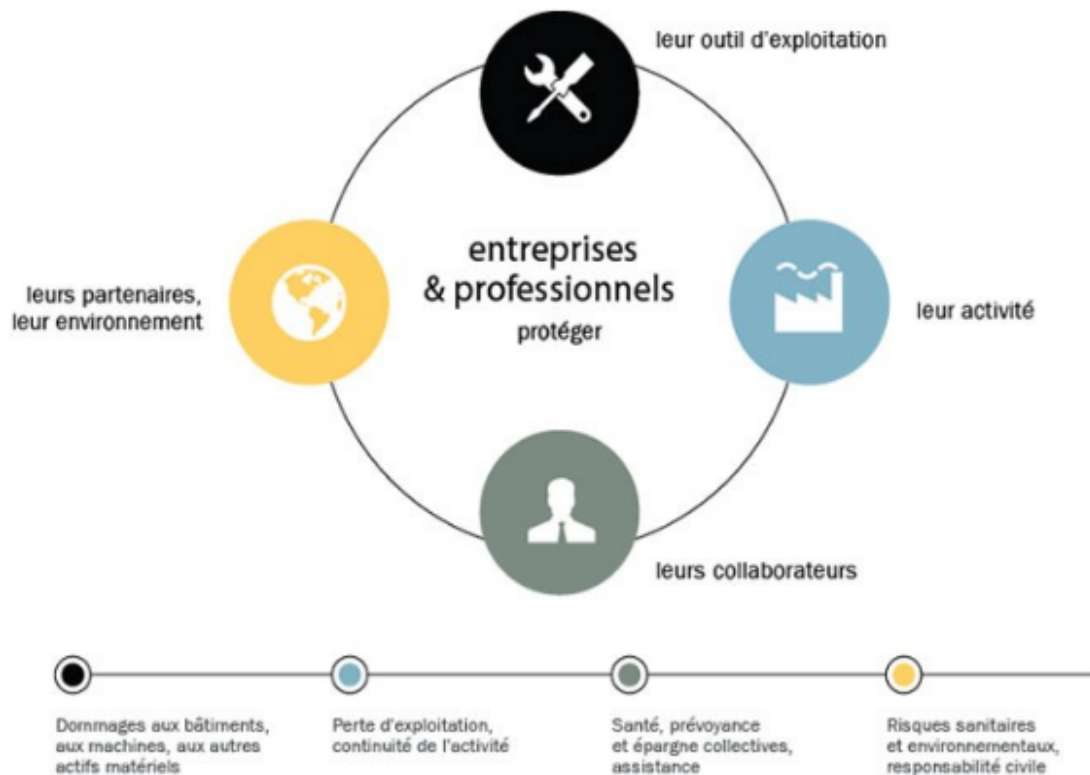 leur outil d'exploitation
entreprises
& professionnels
protéger
leurs partenaires,
leur environnement
leur activité
leurs collaborateurs
Dommages aux bâtiments,
aux machines, aux autres
actifs matériels
Perte d'exploitation,
continuité de l'activité
Santé, prévoyance
et épargne collectives,
assistance
Risques sanitaires
et environnementaux,
responsabilité civile